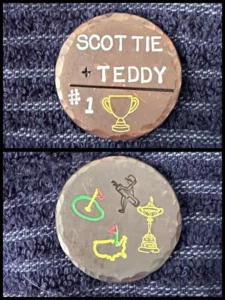 SCOTTIE
+ TEDDY
#1